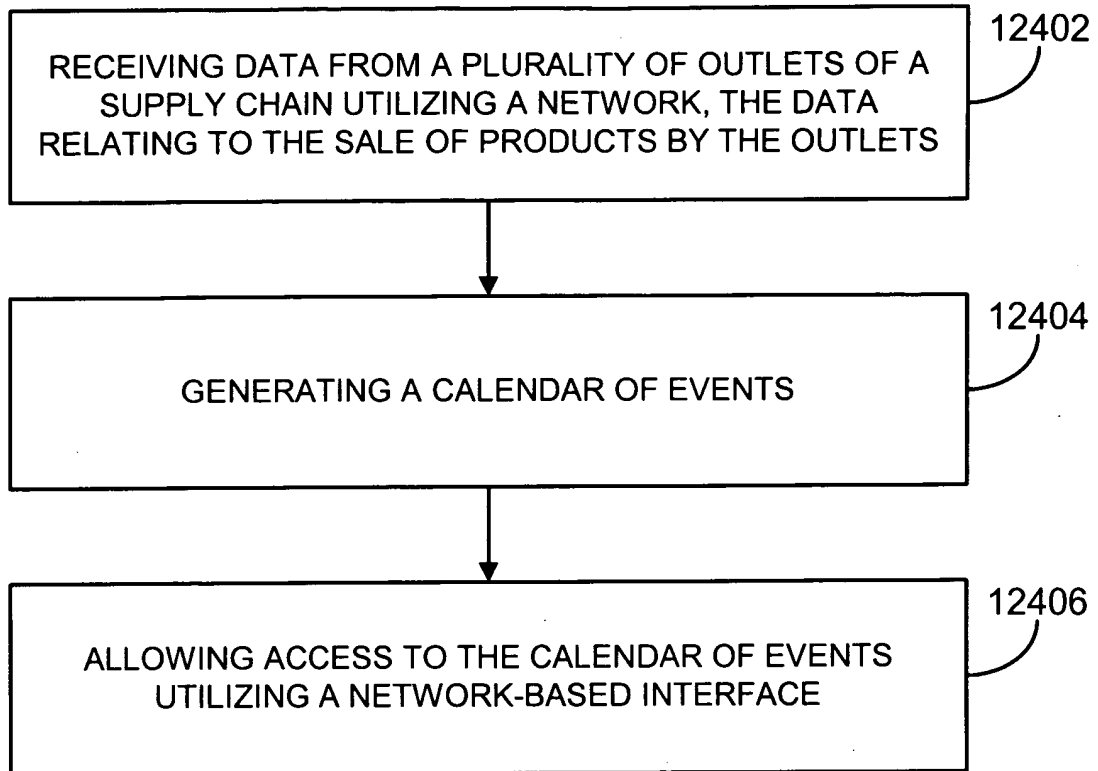 12402
RECEIVING DATA FROM A PLURALITY OF OUTLETS OF A
SUPPLY CHAIN UTILIZING A NETWORK, THE DATA
RELATING TO THE SALE OF PRODUCTS BY THE OUTLETS
12404
GENERATING A CALENDAR OF EVENTS
12406
ALLOWING ACCESS TO THE CALENDAR OF EVENTS
UTILIZING A NETWORK-BASED INTERFACE